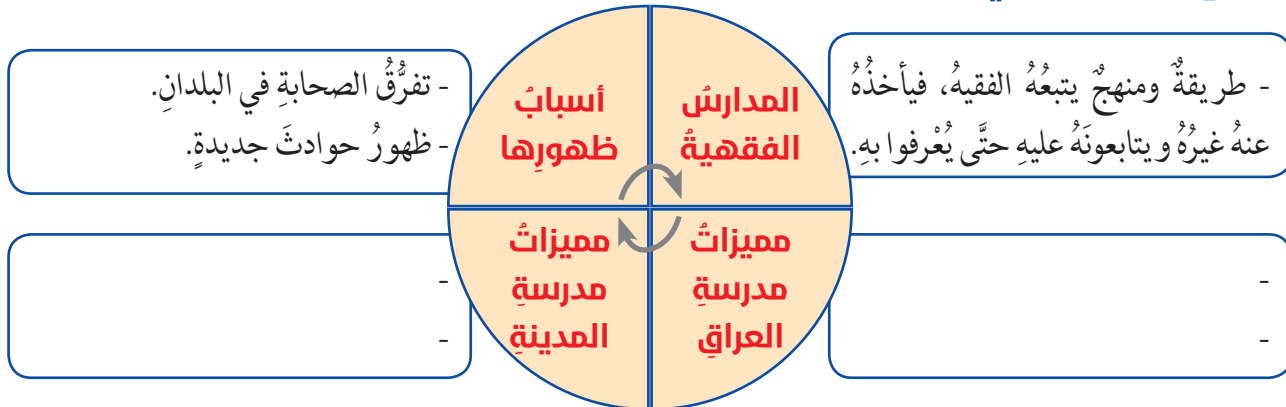 - طريقةٌ ومنهجٌ يتبعُهُ الفقيهُ، فيأخذُهُ
عنهُ غيرُهُ ويتابعونَهُ عليهِ حتَّى يُعْرفوا بهِ.
المدارسُ
الفقهيةُ
أسبابُ
ظهورِها
- تفرُّقُ الصحابةِ في البلدانِ.
- ظهورُ حوادثَ جديدةٍ.
مميزاتُ
مدرسةِ
العراقِ
-
-
مميزاتُ
مدرسةِ
المدينةِ
-
-